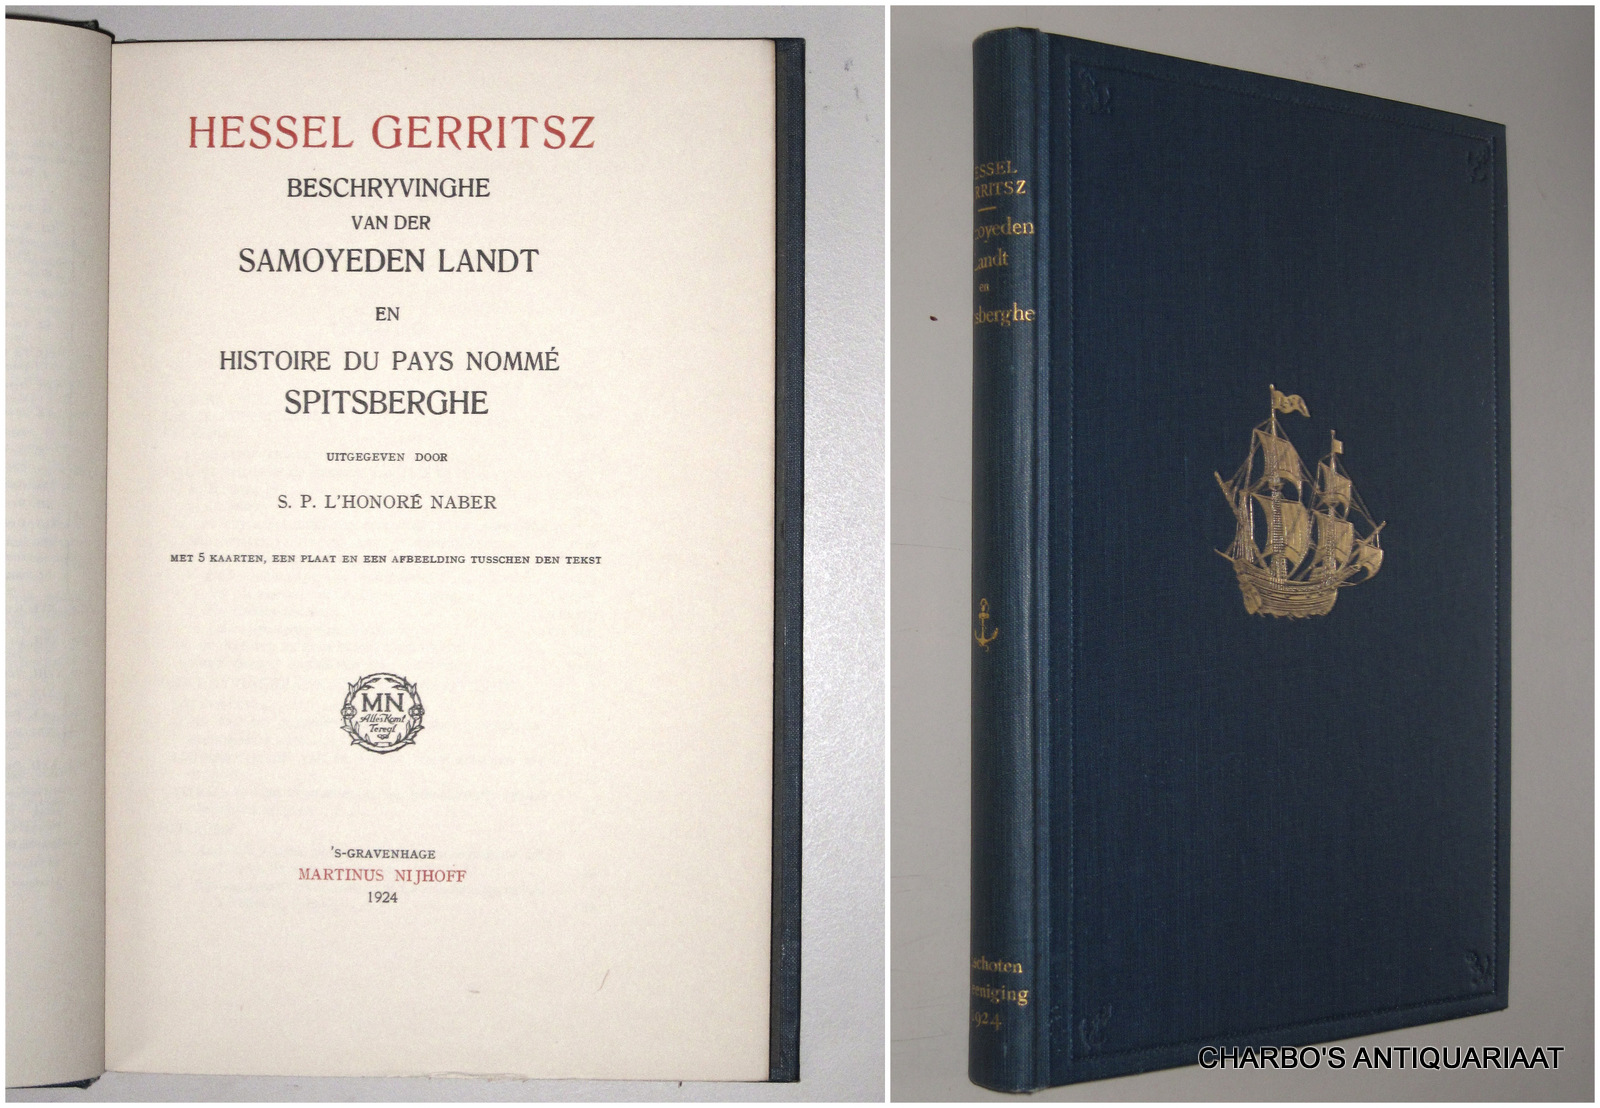 HESSEL GERRITSZ
BESCHRYVINGHE
VAN DER
SAMOYEDEN LANDT
EN
HISTOIRE DU PAYS NOMMÉ
SPITSBERGHE
UITGEGEVEN DOOR
S. P. L'HONORÉ NABER
MET 5 KAARTEN, EEN PLAAT EN EEN AFBEELDING TUSSCHEN DEN TEKST
MN
Alles Komt
Teregt
'S-GRAVENHAGE
MARTINUS NIJHOFF
1924
ESSEL
RRITSZ
oyeden
andt
en
sberghe
choten
eniging
1924
CHARBO'S ANTIQUARIAAT